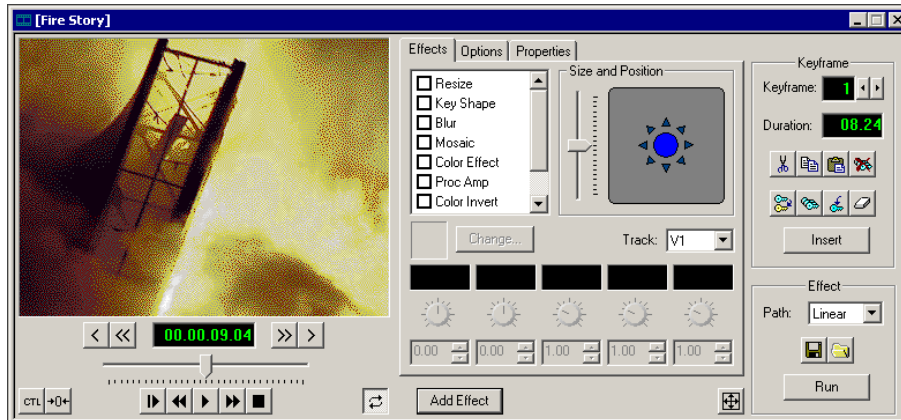 [Fire Story]
Effects Options Properties
Resize
Key Shape
Blur
Mosaic
Color Effect
Proc Amp
Color Invert
Size and Position
Change...
Track: V1
0.00 0.00 1.00 1.00 1.00
Add Effect
00.00.09.04
CTL →0←
Keyframe
Keyframe: 1
Duration: 08.24
Insert
Effect
Path: Linear
Run